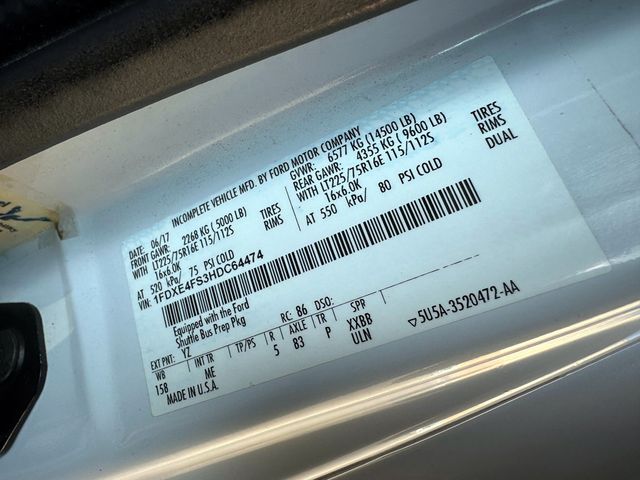 INCOMPLETE VEHICLE MFD. BY FORD MOTOR COMPANY
DATE: 06/17 GVWR: 6577 KG (14500 LB)
FRONT GAWR: 2268 KG (5000 LB) REAR GAWR: 4355 KG (9600 LB)
WITH LT225/75R16E 115/112S TIRES WITH LT225/75R16E 115/112S TIRES
16x6.0K RIMS 16x6.0K RIMS
AT 520 kPa/ 75 PSI COLD AT 550 kPa/ 80 PSI COLD DUAL
VIN: 1FDXE4FS3HDC64474
Equipped with the Ford
Shuttle Bus Prep Pkg
EXT PNT: YZ RC: 86 DSO:
WB INT TR TP/PS R AXLE TR SPR
158 ME 5 B3 P XXBB
MADE IN U.S.A. ULN
▽5U5A-3520472-AA